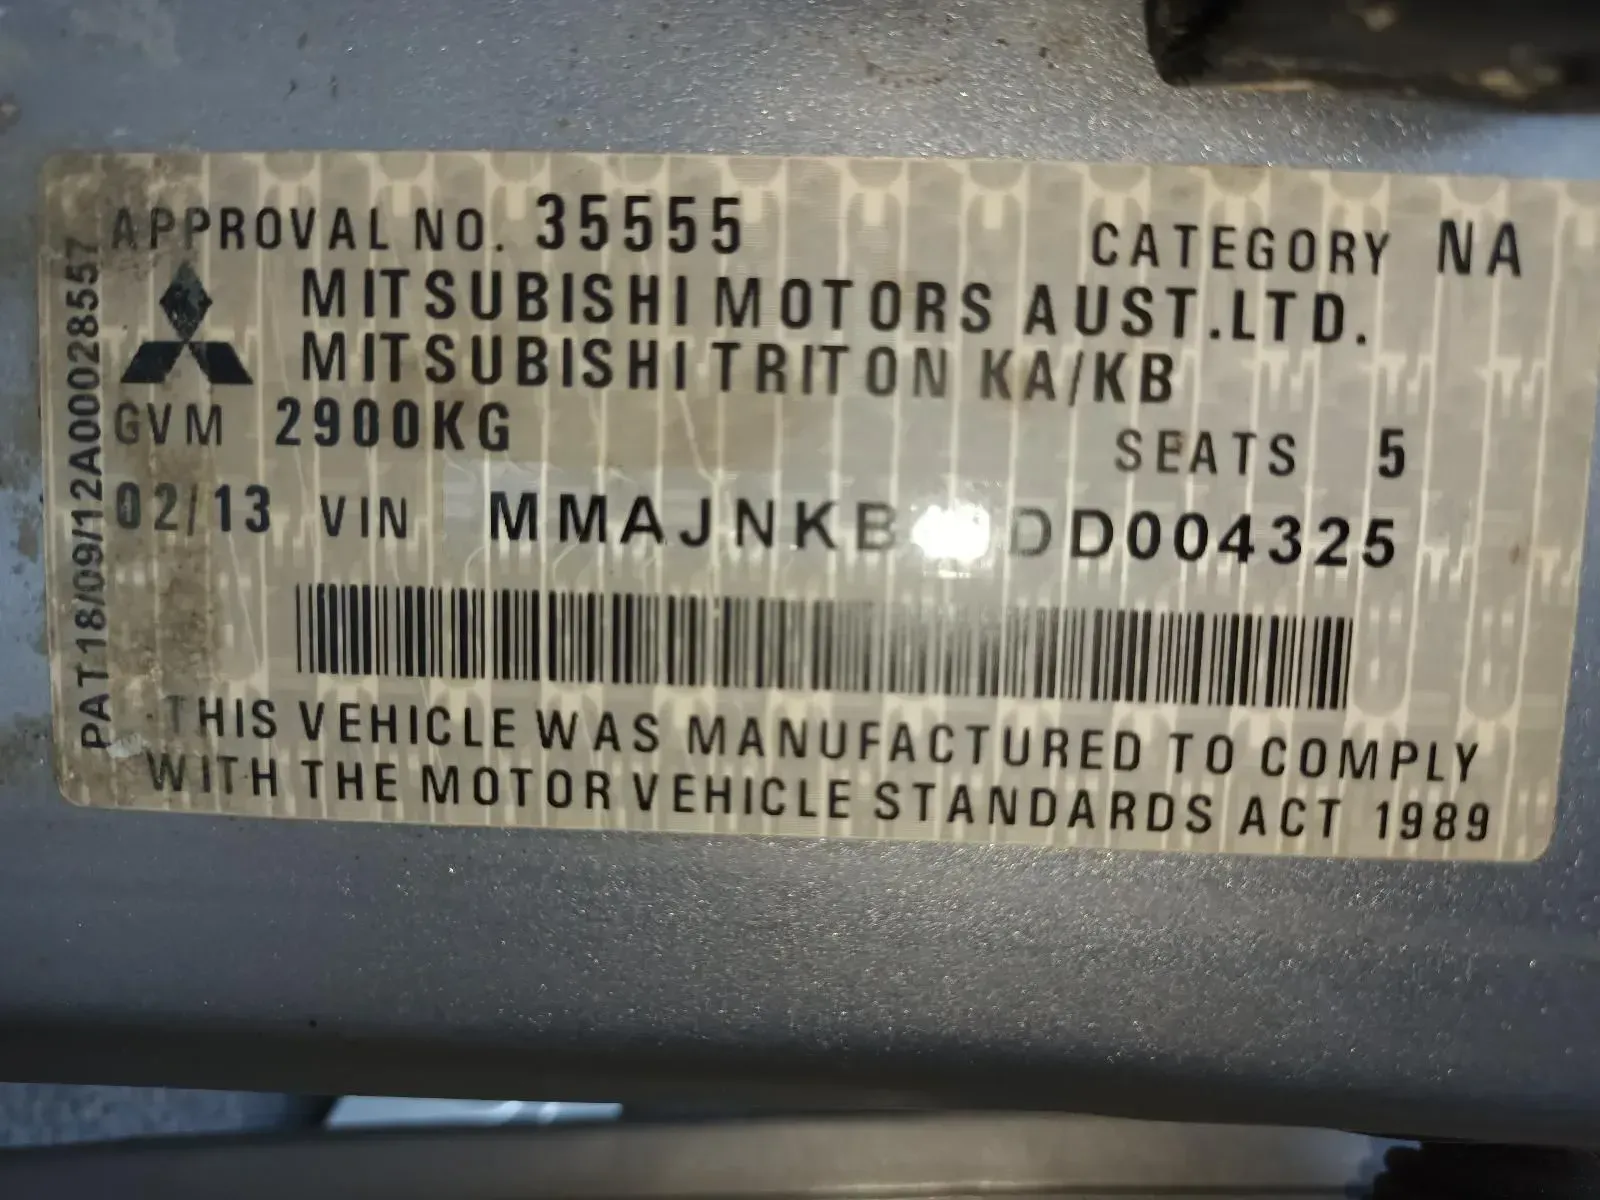 APPROVAL NO. 35555 CATEGORY NA
MITSUBISHI MOTORS AUST.LTD.
MITSUBISHI TRITON KA/KB
GVM 2900KG SEATS 5
02/13 VIN MMAJNKB DD004325
THIS VEHICLE WAS MANUFACTURED TO COMPLY
WITH THE MOTOR VEHICLE STANDARDS ACT 1989
PAT18/09/12A00028557